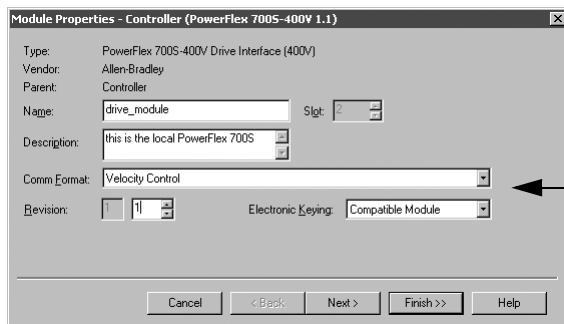 Module Properties - Controller (PowerFlex 700S-400V 1.1)
Type: PowerFlex 700S-400V Drive Interface (400V)
Vendor: Allen-Bradley
Parent: Controller
Name: drive_module Slot: 2
Description: this is the local PowerFlex 700S
Comm Format: Velocity Control
Revision: 1 1 Electronic Keying: Compatible Module
Cancel < Back Next > Finish >> Help